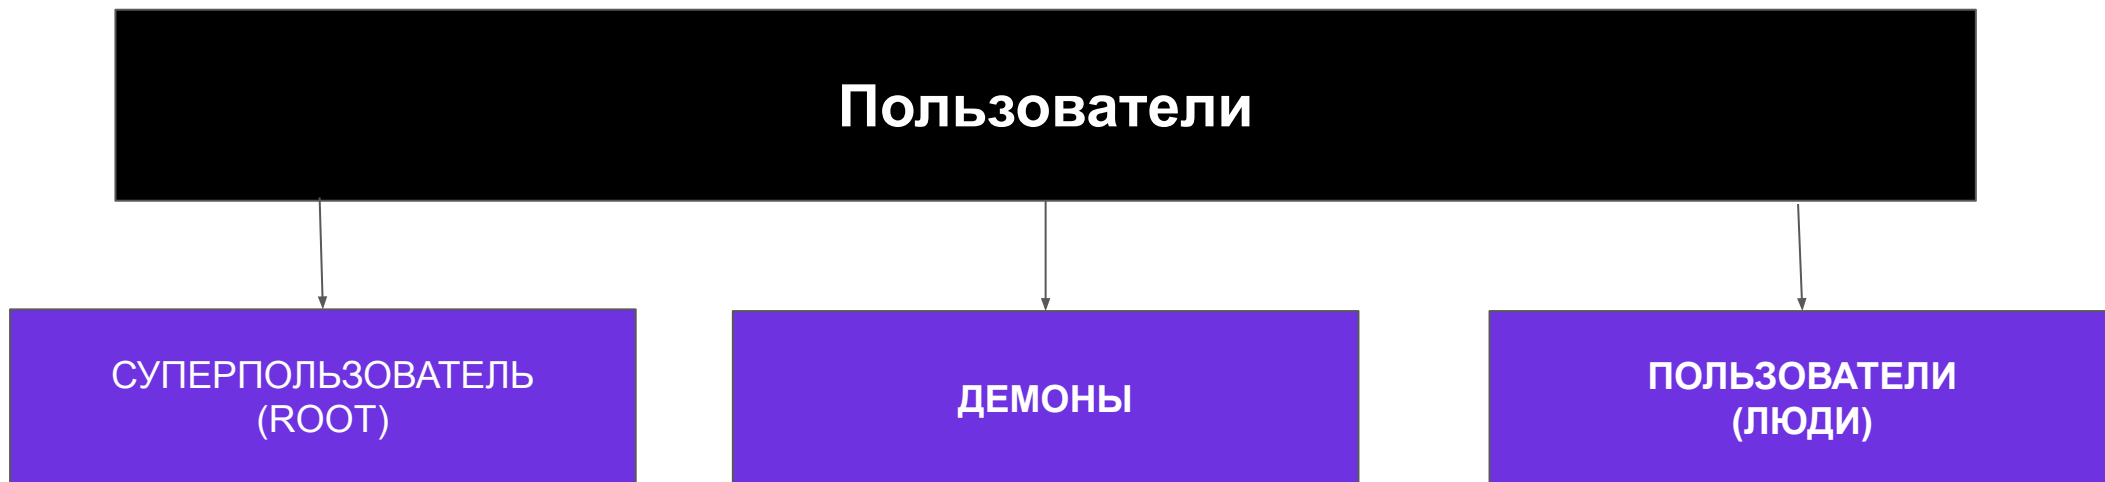 Пользователи
СУПЕРПОЛЬЗОВАТЕЛЬ
(ROOT)
ДЕМОНЫ
ПОЛЬЗОВАТЕЛИ
(ЛЮДИ)